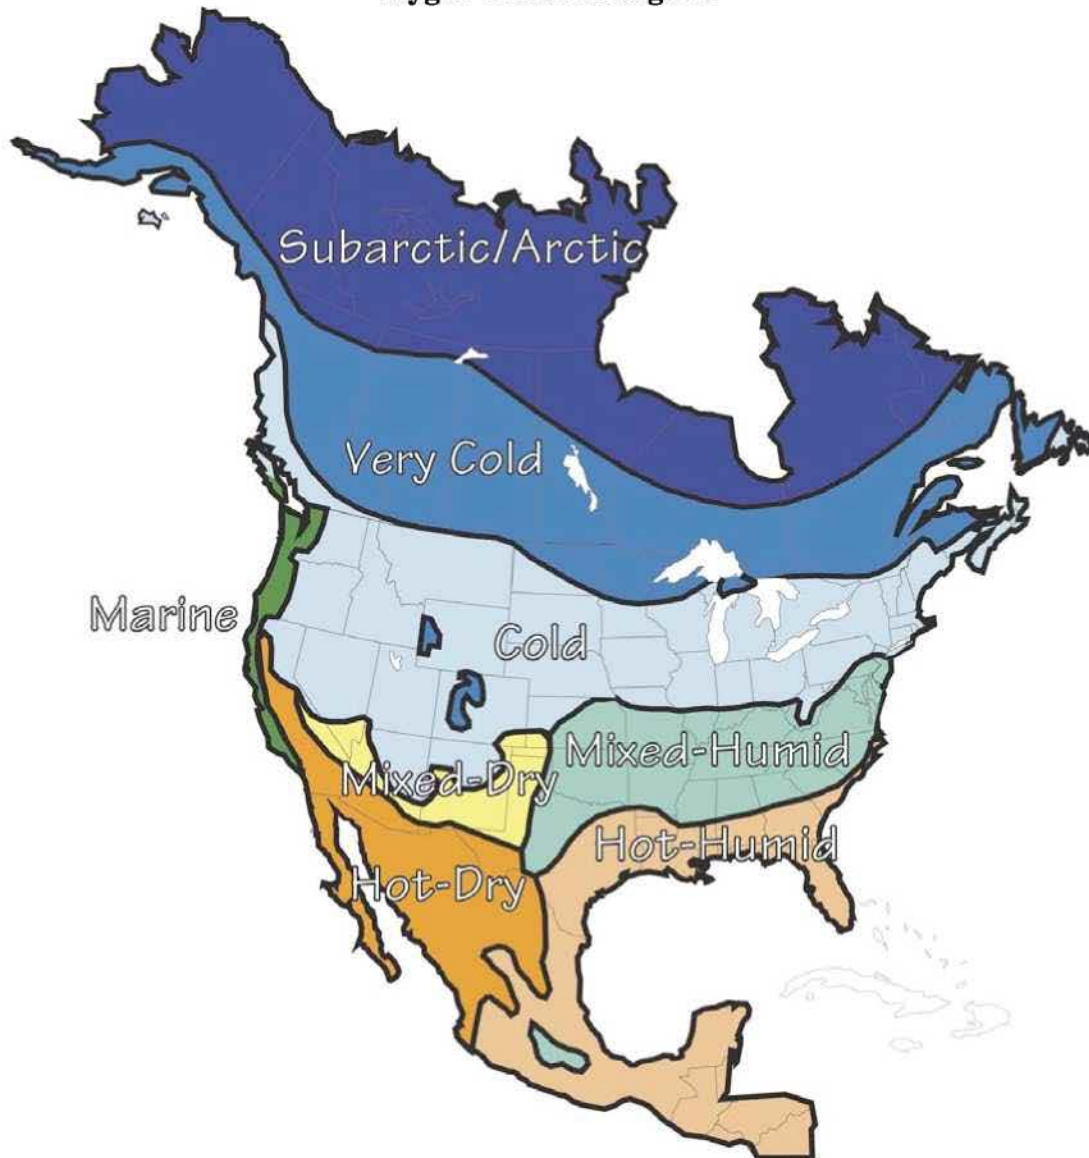 Subarctic/Arctic
Very Cold
Marine
Cold
Mixed-Humid
Mixed-Dry
Hot-Humid
Hot-Dry